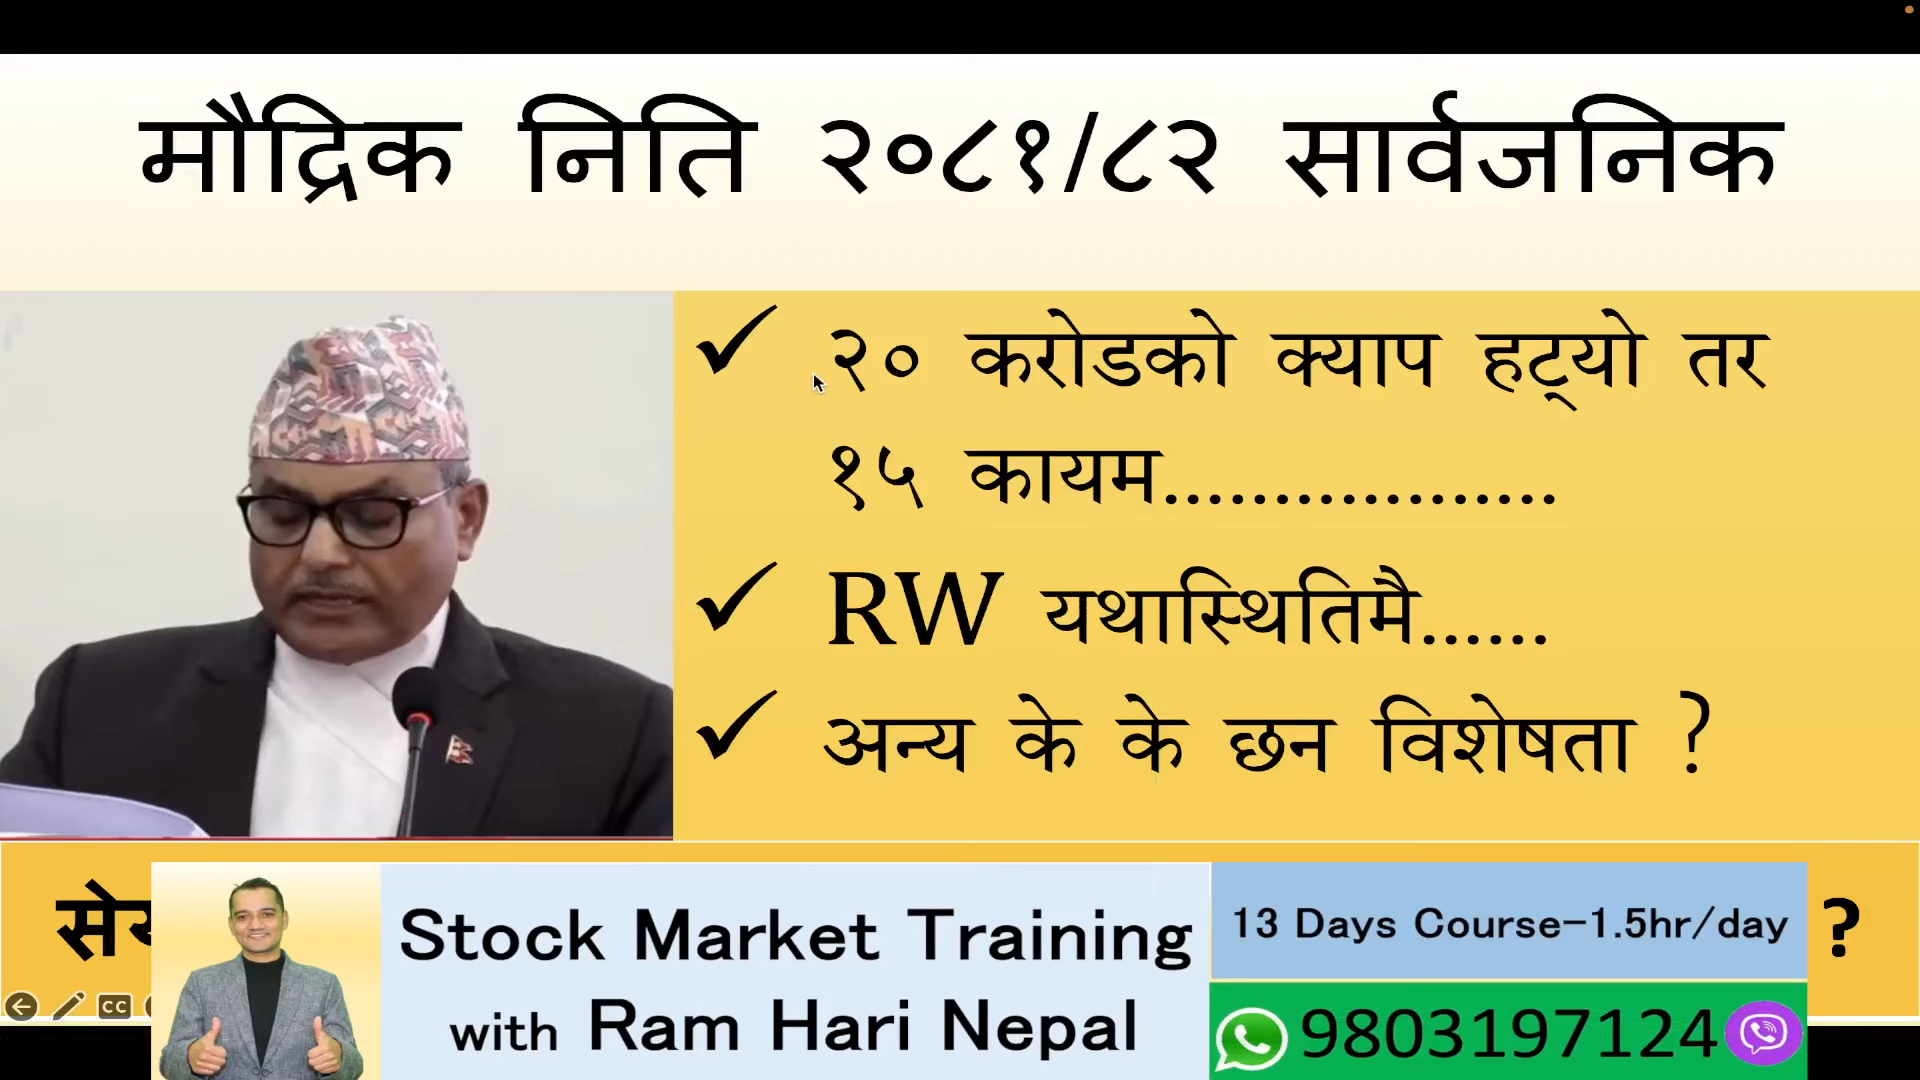 मौद्रिक निति २०८१/८२ सार्वजनिक
✓ २० करोडको क्याप हट्यो तर
१५ कायम..................
✓ RW यथास्थितिमै......
✓ अन्य के के छन विशेषता ?
?
Stock Market Training
with Ram Hari Nepal
13 Days Course-1.5hr/day
9803197124
CC